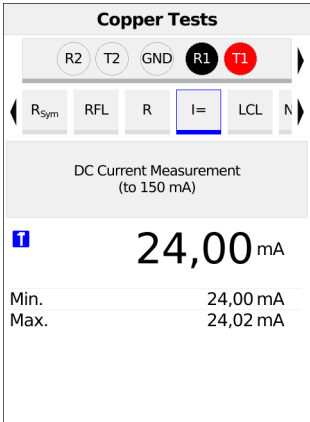 Copper Tests
R2 T2 GND R1 T1
RSym RFL R I= LCL N
DC Current Measurement
(to 150 mA)
T
24,00 mA
Min. 24,00 mA
Max. 24,02 mA